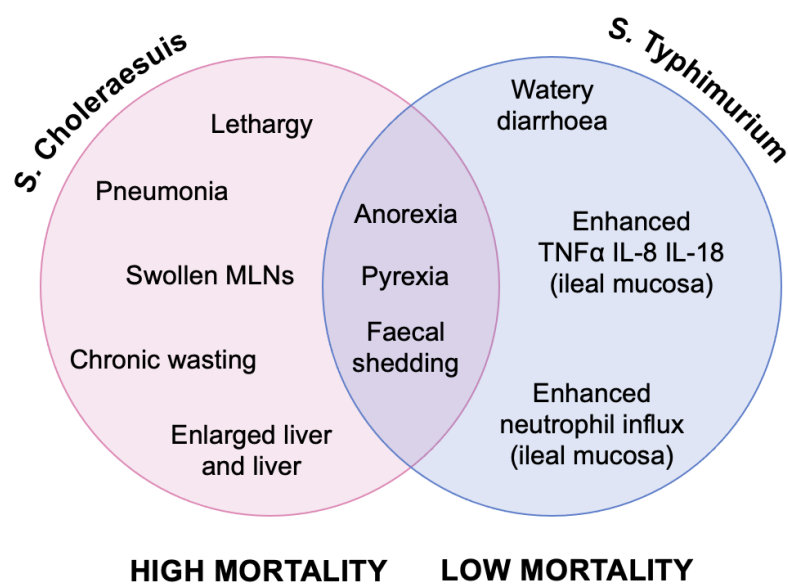 S. Choleraesuis
Lethargy
Pneumonia
Swollen MLNs
Chronic wasting
Enlarged liver
and liver
Anorexia
Pyrexia
Faecal
shedding
S. Typhimurium
Watery
diarrhoea
Enhanced
TNFα IL-8 IL-18
(ileal mucosa)
Enhanced
neutrophil influx
(ileal mucosa)
HIGH MORTALITY
LOW MORTALITY